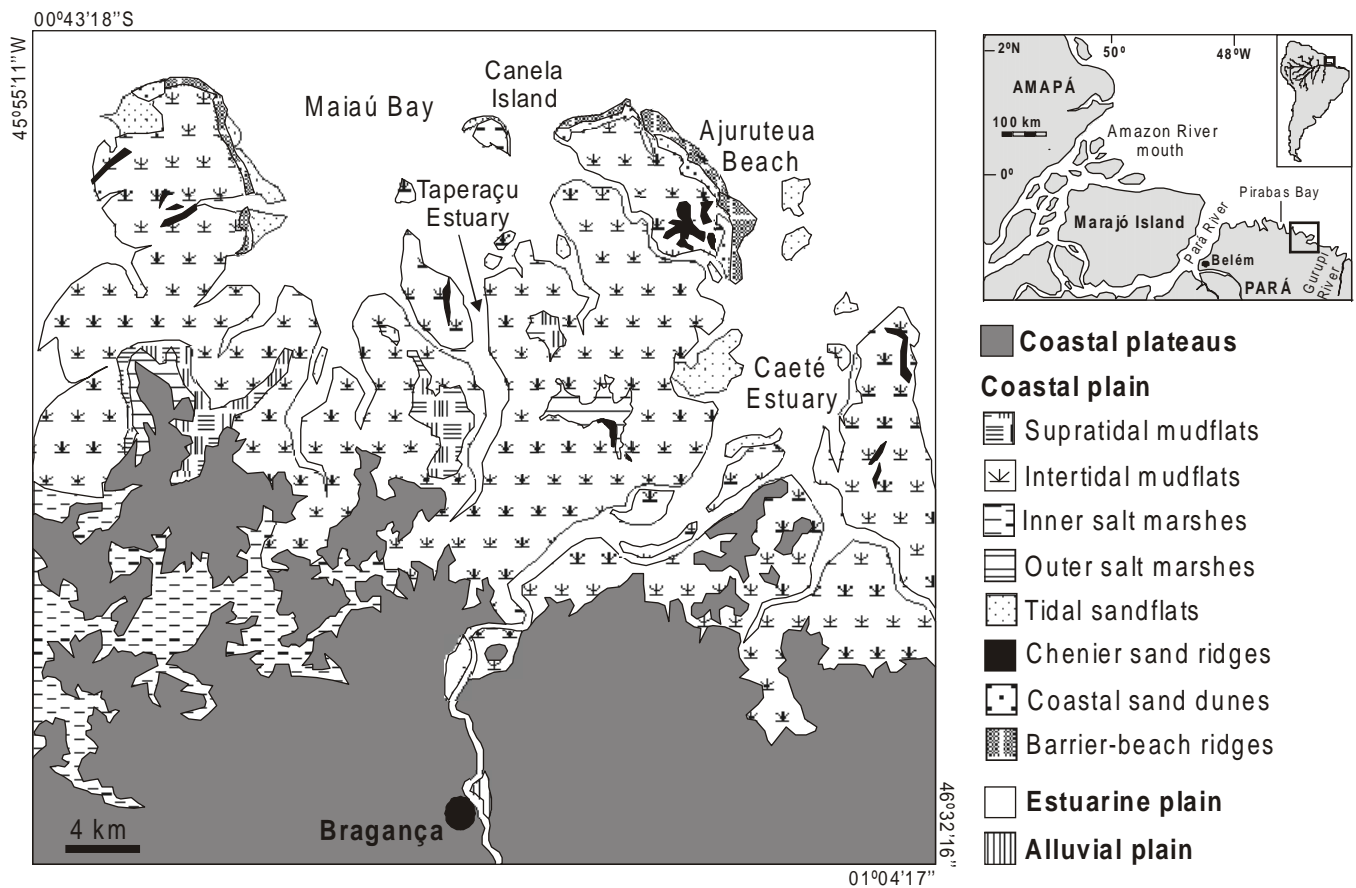 00º43'18''S
45º55'11''W
Maiaú Bay
Canela
Island
Ajuruteua
Beach
Taperaçu
Estuary
Caeté
Estuary
Bragança
4 km
46º32'16''
01º04'17''
2ºN
50º
48ºW
AMAPÁ
100 km
Amazon River
mouth
0º
Pirabas Bay
Marajó Island
Para River
Belém
PARÁ
Gurupi
River
Coastal plateaus
Coastal plain
Supratidal mudflats
Intertidal mudflats
Inner salt marshes
Outer salt marshes
Tidal sandflats
Chenier sand ridges
Coastal sand dunes
Barrier-beach ridges
Estuarine plain
Alluvial plain